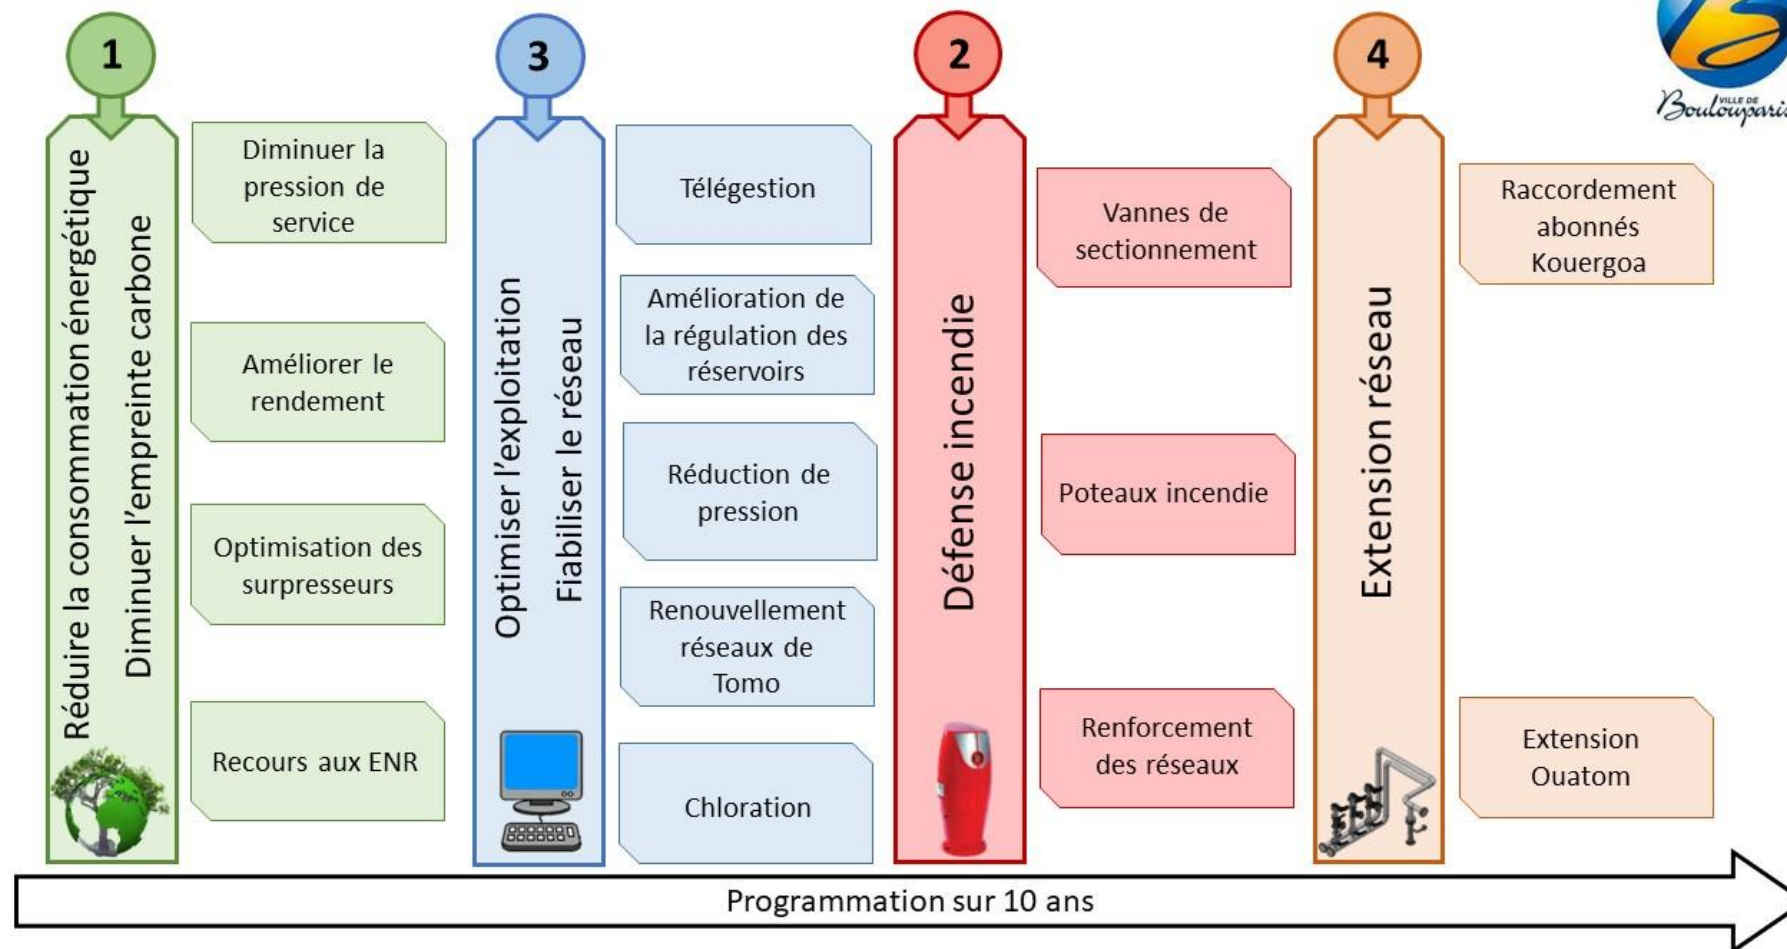 1
Réduire la consommation énergétique
Diminuer l'empreinte carbone
Diminuer la
pression de
service
Améliorer le
rendement
Optimisation des
surpresseurs
Recours aux ENR
3
Optimiser l'exploitation
Fiabiliser le réseau
Télégestion
Amélioration de
la régulation des
réservoirs
Réduction de
pression
Renouvellement
réseaux de
Tomo
Chloration
2
Défense incendie
Vannes de
sectionnement
Poteaux incendie
Renforcement
des réseaux
4
Extension réseau
Raccordement
abonnés
Kouergoa
Extension
Ouatom
VILLE DE
Bouloupari
Programmation sur 10 ans